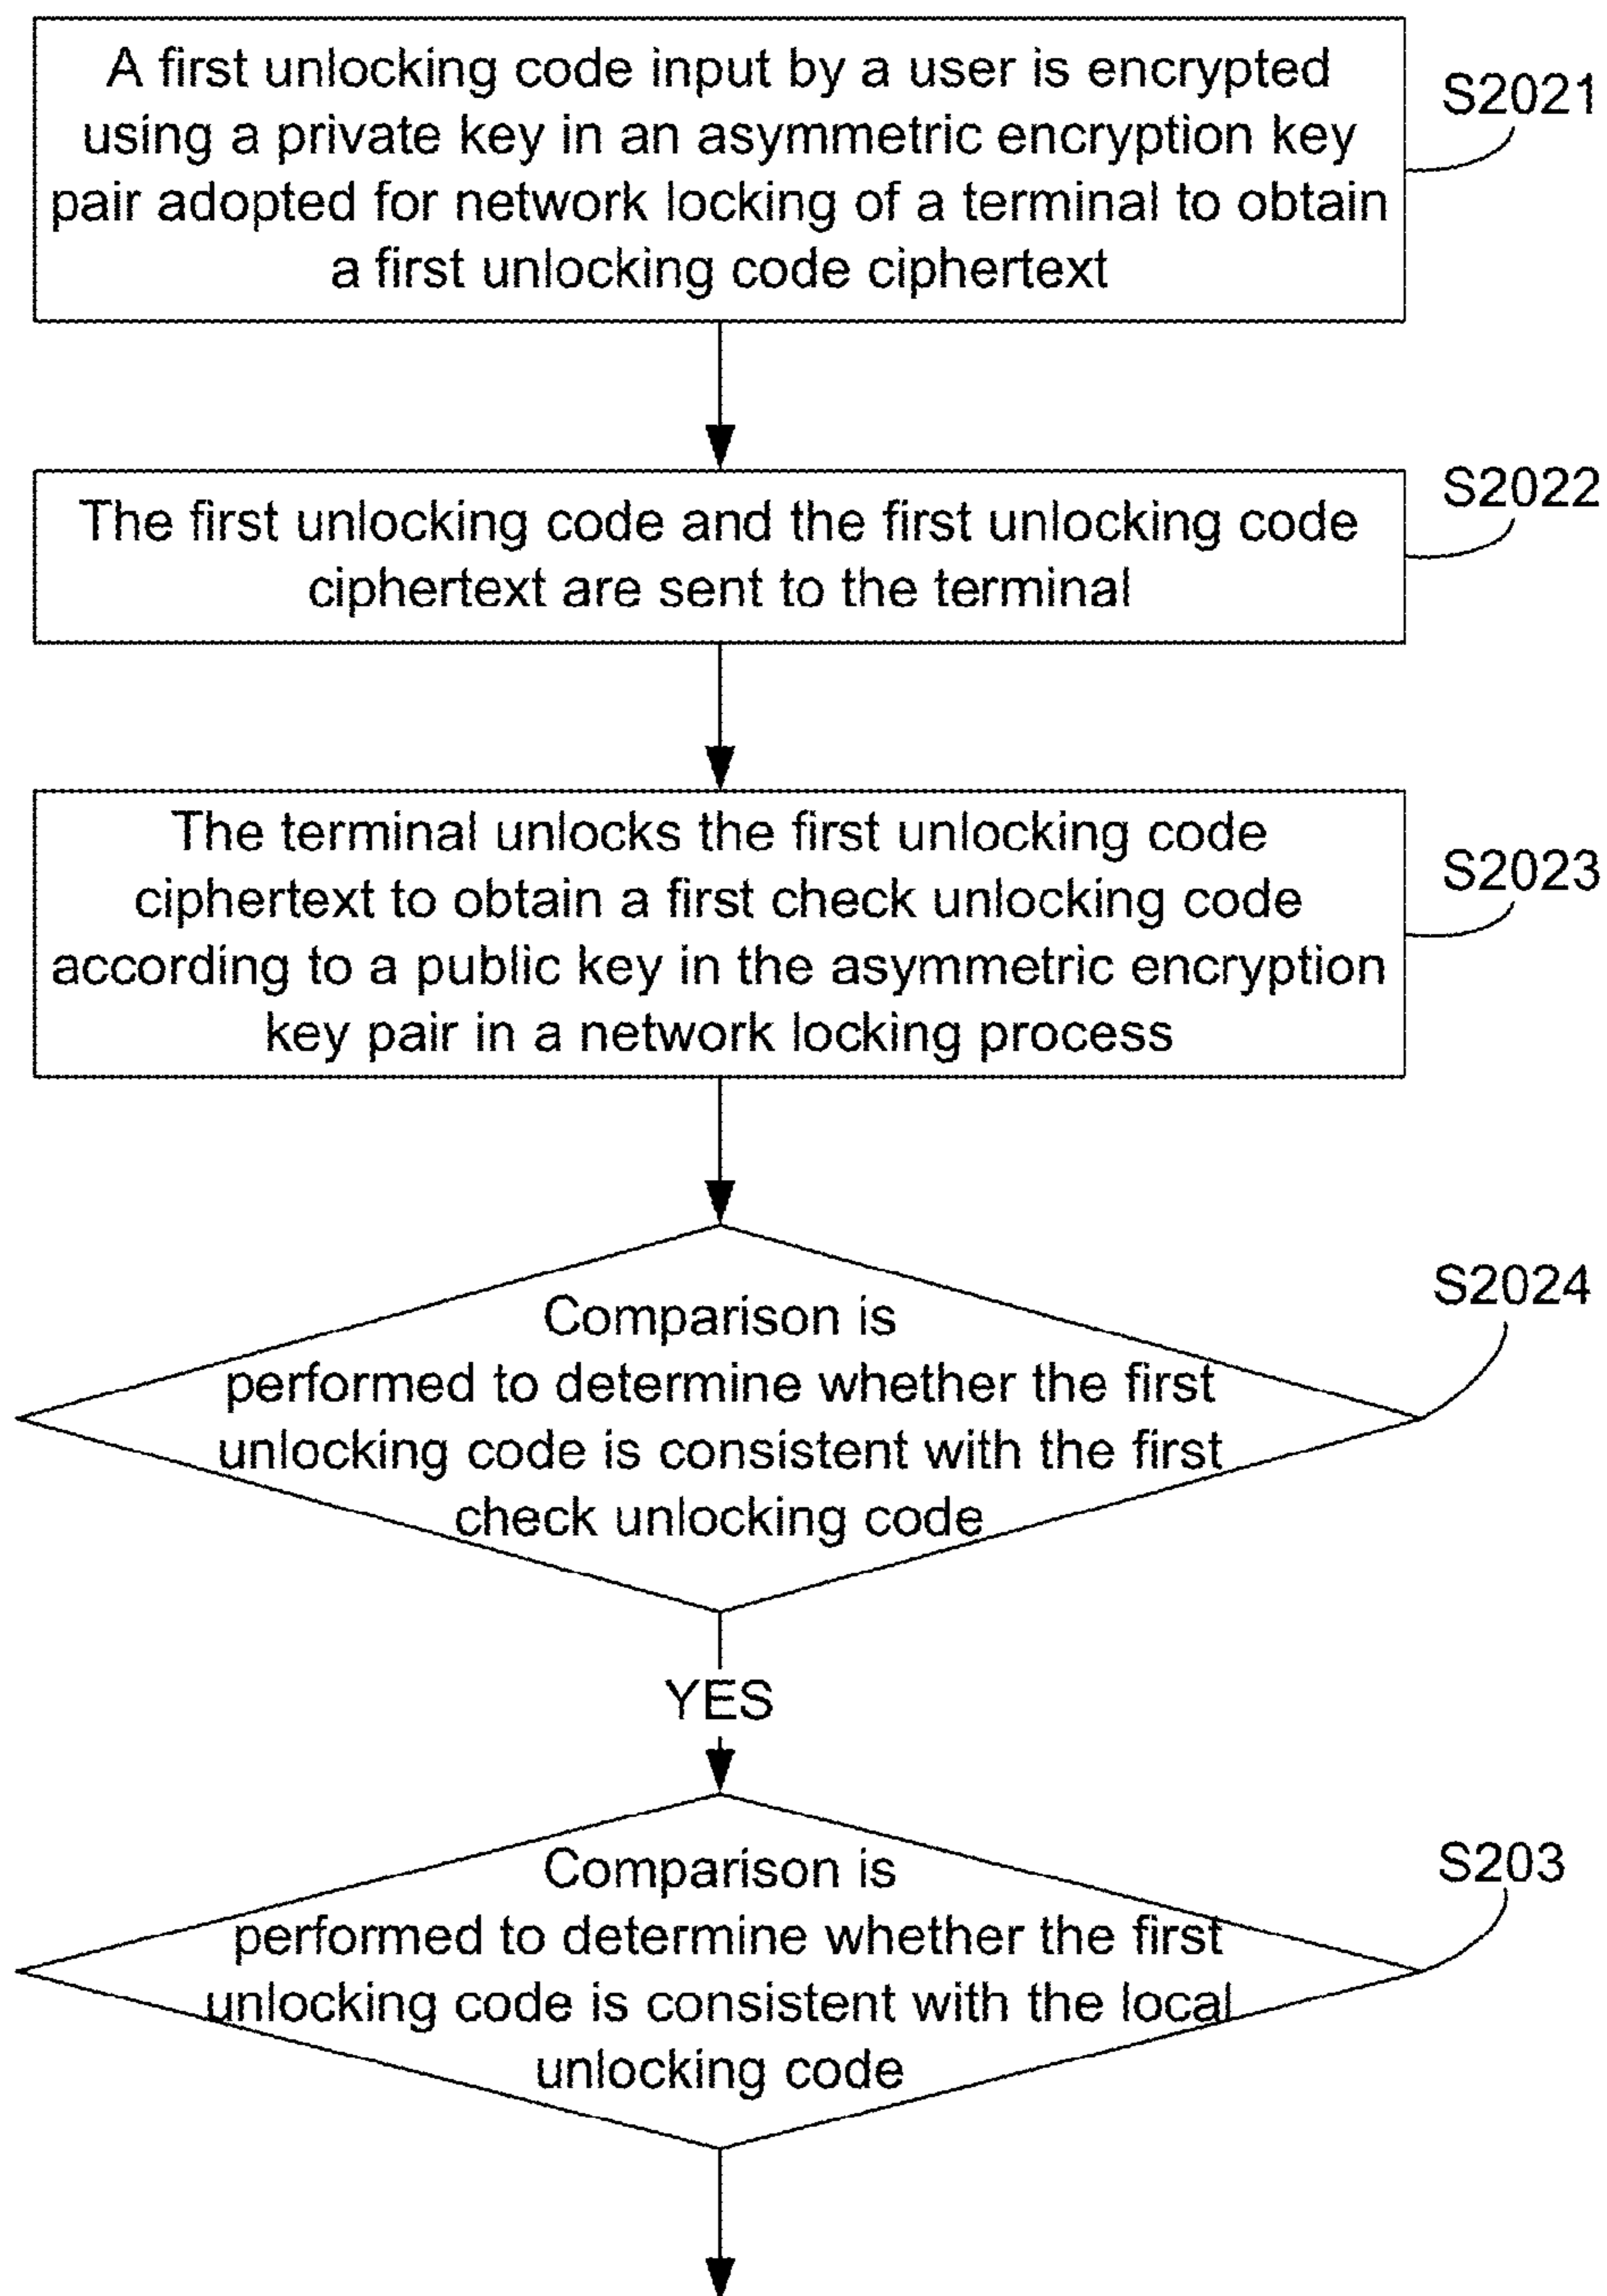 A first unlocking code input by a user is encrypted
using a private key in an asymmetric encryption key
pair adopted for network locking of a terminal to obtain
a first unlocking code ciphertext
S2021
The first unlocking code and the first unlocking code
ciphertext are sent to the terminal
S2022
The terminal unlocks the first unlocking code
ciphertext to obtain a first check unlocking code
according to a public key in the asymmetric encryption
key pair in a network locking process
S2023
Comparison is
performed to determine whether the first
unlocking code is consistent with the first
check unlocking code
S2024
YES
Comparison is
performed to determine whether the first
unlocking code is consistent with the local
unlocking code
S203